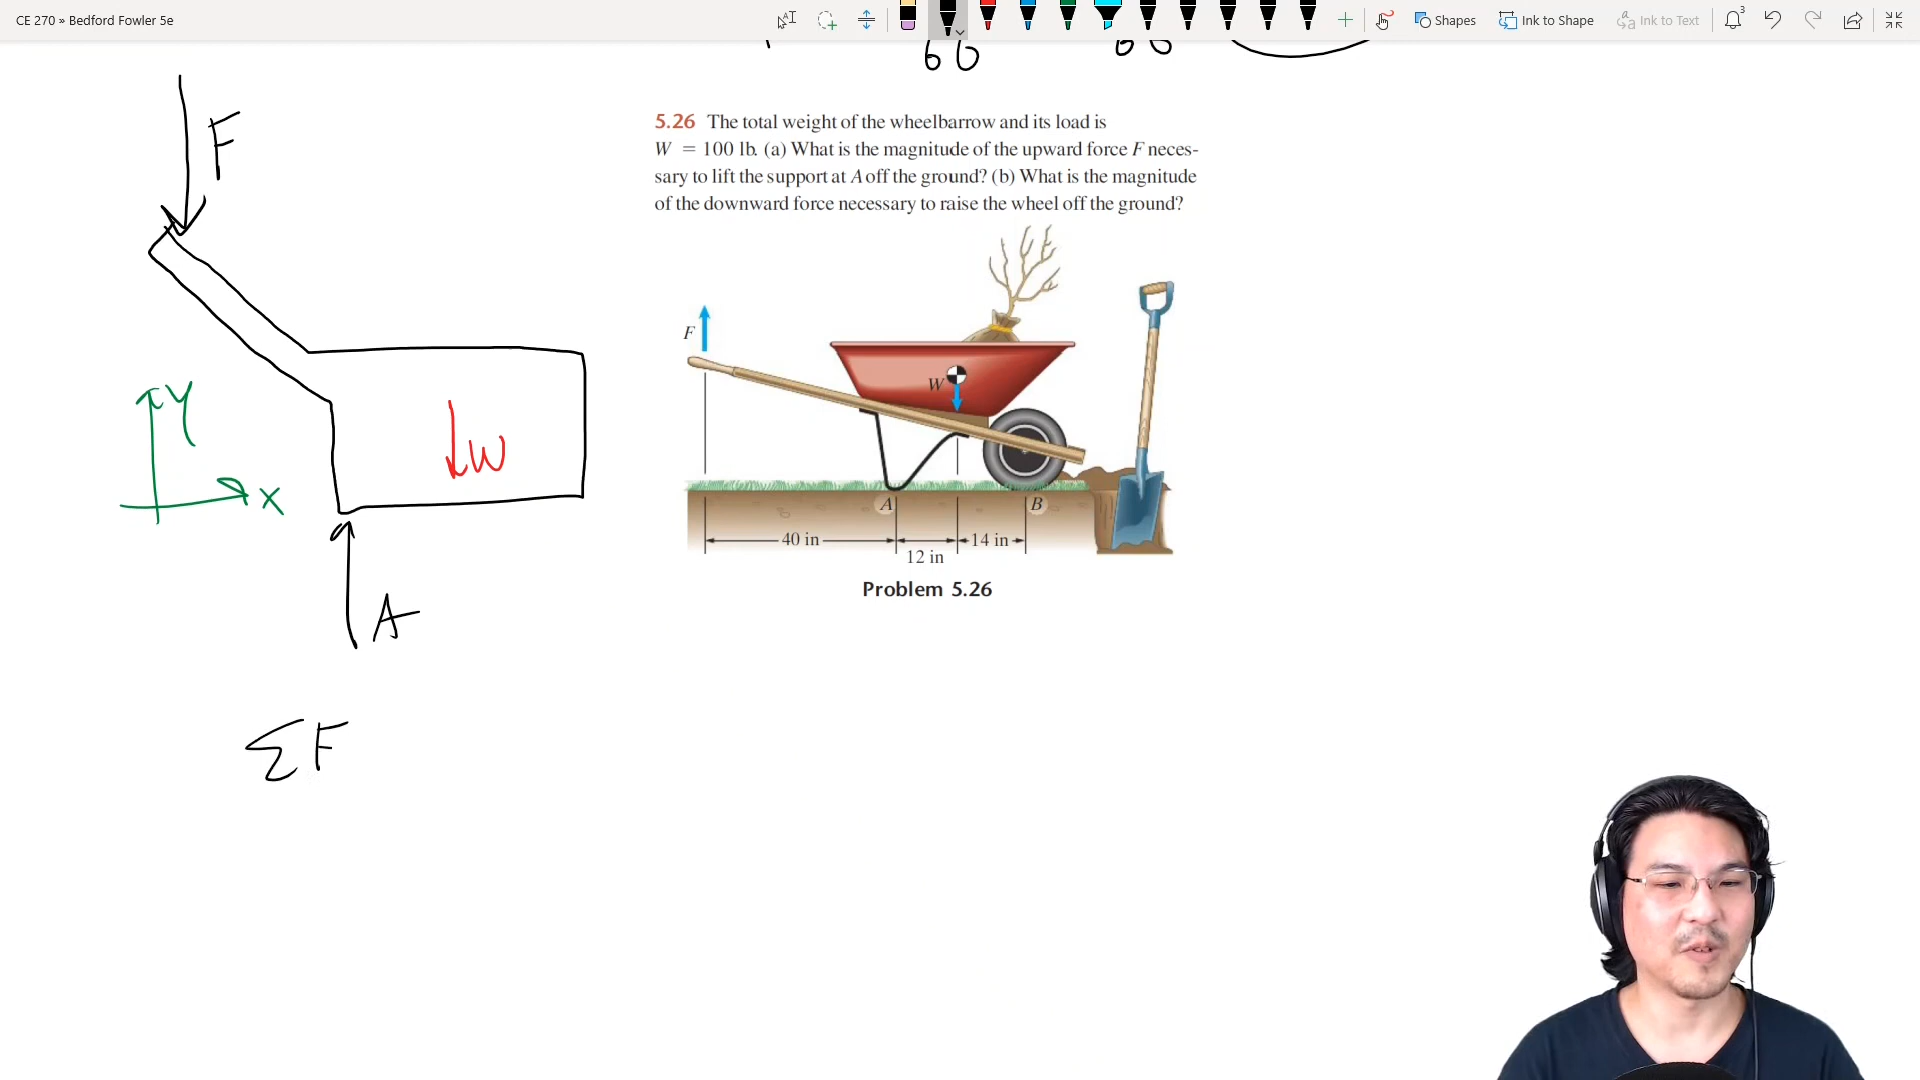 CE 270 » Bedford Fowler 5e
Shapes
Ink to Shape
Ink to Text
3
60
60
F
5.26 The total weight of the wheelbarrow and its load is
W = 100 lb. (a) What is the magnitude of the upward force F neces-
sary to lift the support at A off the ground? (b) What is the magnitude
of the downward force necessary to raise the wheel off the ground?
F
W
A
B
40 in
12 in
14 in
Problem 5.26
Y
X
W
A
ΣF